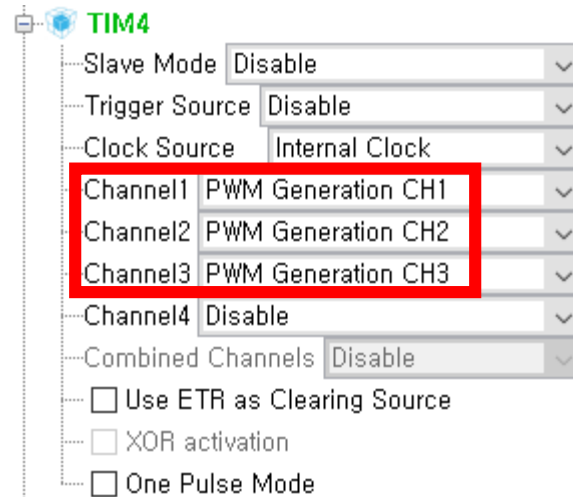 TIM4
Slave Mode Disable
Trigger Source Disable
Clock Source Internal Clock
Channel1 PWM Generation CH1
Channel2 PWM Generation CH2
Channel3 PWM Generation CH3
Channel4 Disable
Combined Channels Disable
Use ETR as Clearing Source
XOR activation
One Pulse Mode